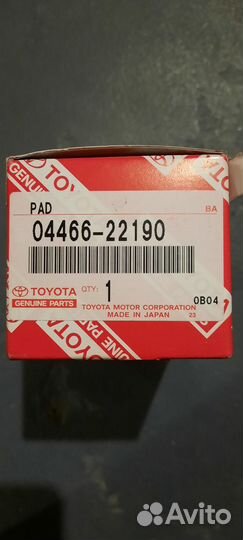 TOYOTA
PAD BA
04466-22190
TOYOTA QTY: 1
GENUINE PARTS TOYOTA MOTOR CORPORATION
MADE IN JAPAN 23
0B04
GENUINE PARTS
Avito